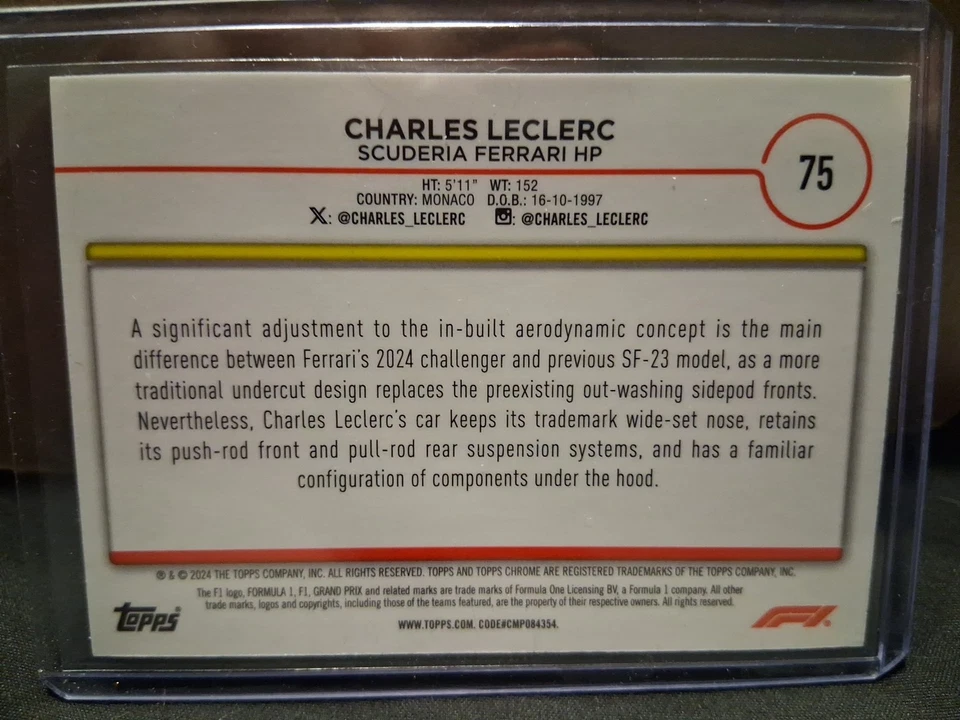 CHARLES LECLERC
SCUDERIA FERRARI HP
75
HT: 5'11" WT: 152
COUNTRY: MONACO D.O.B.: 16-10-1997
X: @CHARLES_LECLERC : @CHARLES_LECLERC
A significant adjustment to the in-built aerodynamic concept is the main
difference between Ferrari's 2024 challenger and previous SF-23 model, as a more
traditional undercut design replaces the preexisting out-washing sidepod fronts.
Nevertheless, Charles Leclerc's car keeps its trademark wide-set nose, retains
its push-rod front and pull-rod rear suspension systems, and has a familiar
configuration of components under the hood.
® & © 2024 THE TOPPS COMPANY, INC. ALL RIGHTS RESERVED. TOPPS AND TOPPS CHROME ARE REGISTERED TRADEMARKS OF THE TOPPS COMPANY, INC.
The F1 logo, FORMULA 1, F1, GRAND PRIX and related marks are trade marks of Formula One Licensing BV, a Formula 1 company. All other
trade marks, logos and copyrights, including those of the teams featured, are the property of their respective owners. All rights reserved.
Topps®
WWW.TOPPS.COM. CODE#CMP084354.
F1®